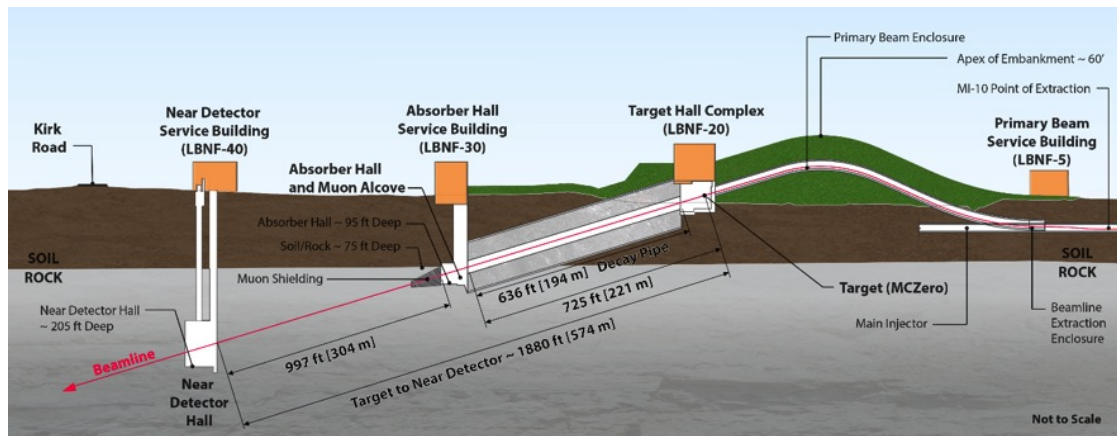 Primary Beam Enclosure
Apex of Embankment ~ 60'
MI-10 Point of Extraction
Kirk
Road
Near Detector
Service Building
(LBNF-40)
Absorber Hall
Service Building
(LBNF-30)
Target Hall Complex
(LBNF-20)
Primary Beam
Service Building
(LBNF-5)
Absorber Hall
and Muon Alcove
Absorber Hall ~ 95 ft Deep
Soil/Rock ~ 75 ft Deep
Muon Shielding
SOIL
ROCK
SOIL
ROCK
Decay Pipe
636 ft [194 m]
725 ft [221 m]
Target (MCZero)
Main Injector
Beamline
Extraction
Enclosure
Near Detector Hall
~ 205 ft Deep
Beamline
997 ft [304 m]
Target to Near Detector ~ 1880 ft [574 m]
Near
Detector
Hall
Not to Scale